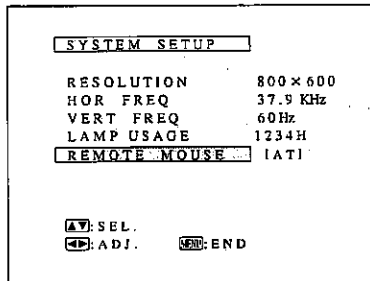 SYSTEM SETUP
RESOLUTION 800×600
HOR FREQ 37.9 KHz
VERT FREQ 60Hz
LAMP USAGE 1234H
REMOTE MOUSE [AT]
▲▼:SEL.
◀▶:ADJ. MENU:END